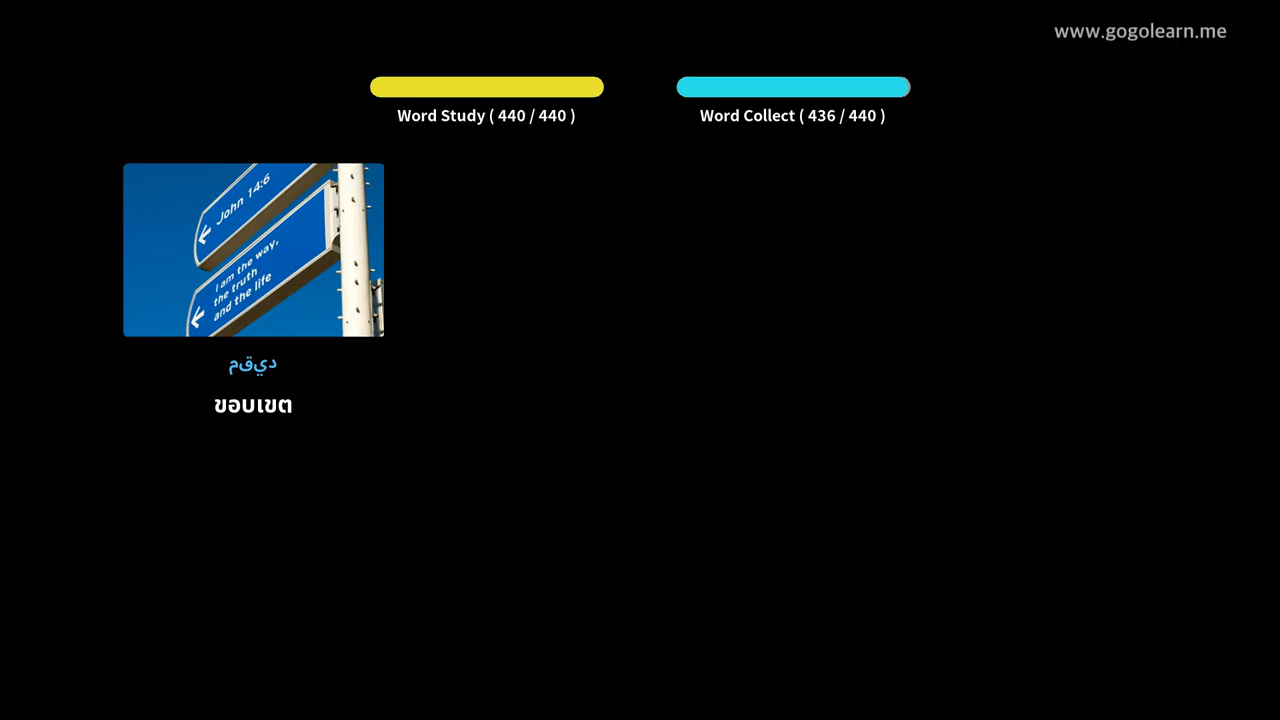 www.gogolearn.me
Word Study ( 440 / 440 )
Word Collect ( 436 / 440 )
John 14:6
I am the way,
the truth
and the life
ديقم
ขอบเขต